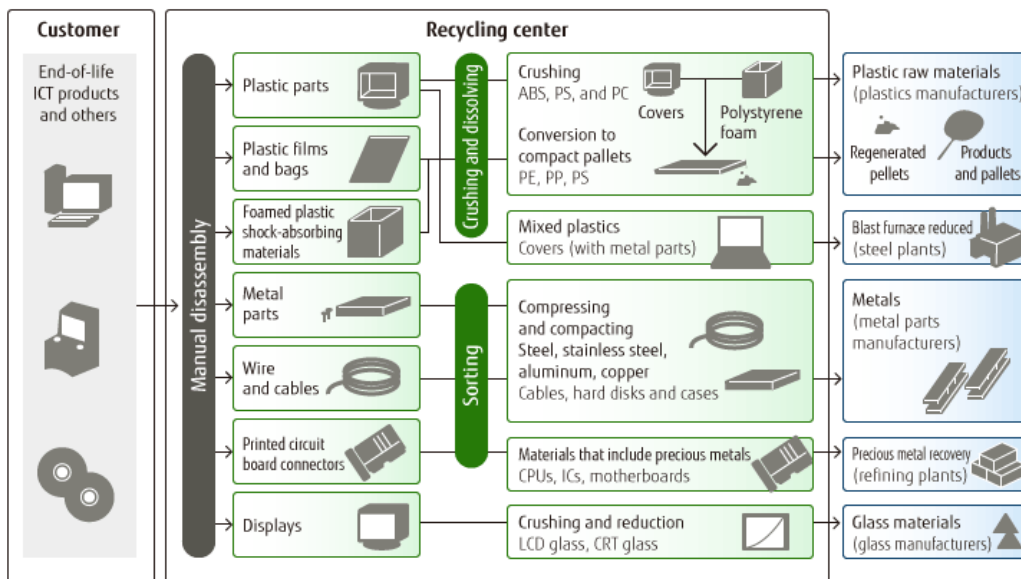 Customer
End-of-life
ICT products
and others
Recycling center
Manual disassembly
Plastic parts
Plastic films
and bags
Foamed plastic
shock-absorbing
materials
Metal
parts
Wire
and cables
Printed circuit
board connectors
Displays
Crushing and dissolving
Sorting
Crushing
ABS, PS, and PC
Covers
Polystyrene
foam
Conversion to
compact pallets
PE, PP, PS
Mixed plastics
Covers (with metal parts)
Compressing
and compacting
Steel, stainless steel,
aluminum, copper
Cables, hard disks and cases
Materials that include precious metals
CPUs, ICs, motherboards
Crushing and reduction
LCD glass, CRT glass
Plastic raw materials
(plastics manufacturers)
Regenerated
pellets
Products
and pallets
Blast furnace reduced
(steel plants)
Metals
(metal parts
manufacturers)
Precious metal recovery
(refining plants)
Glass materials
(glass manufacturers)